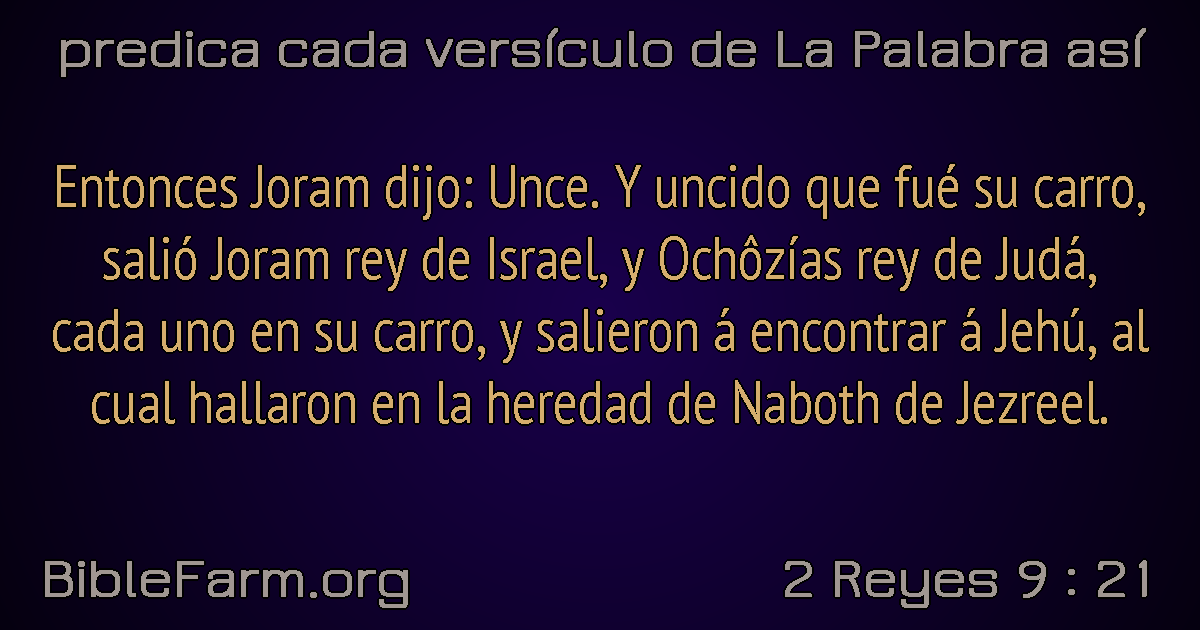 predica cada versículo de La Palabra así
Entonces Joram dijo: Unce. Y uncido que fué su carro,
salió Joram rey de Israel, y Ochôzías rey de Judá,
cada uno en su carro, y salieron á encontrar á Jehú, al
cual hallaron en la heredad de Naboth de Jezreel.
BibleFarm.org
2 Reyes 9 : 21